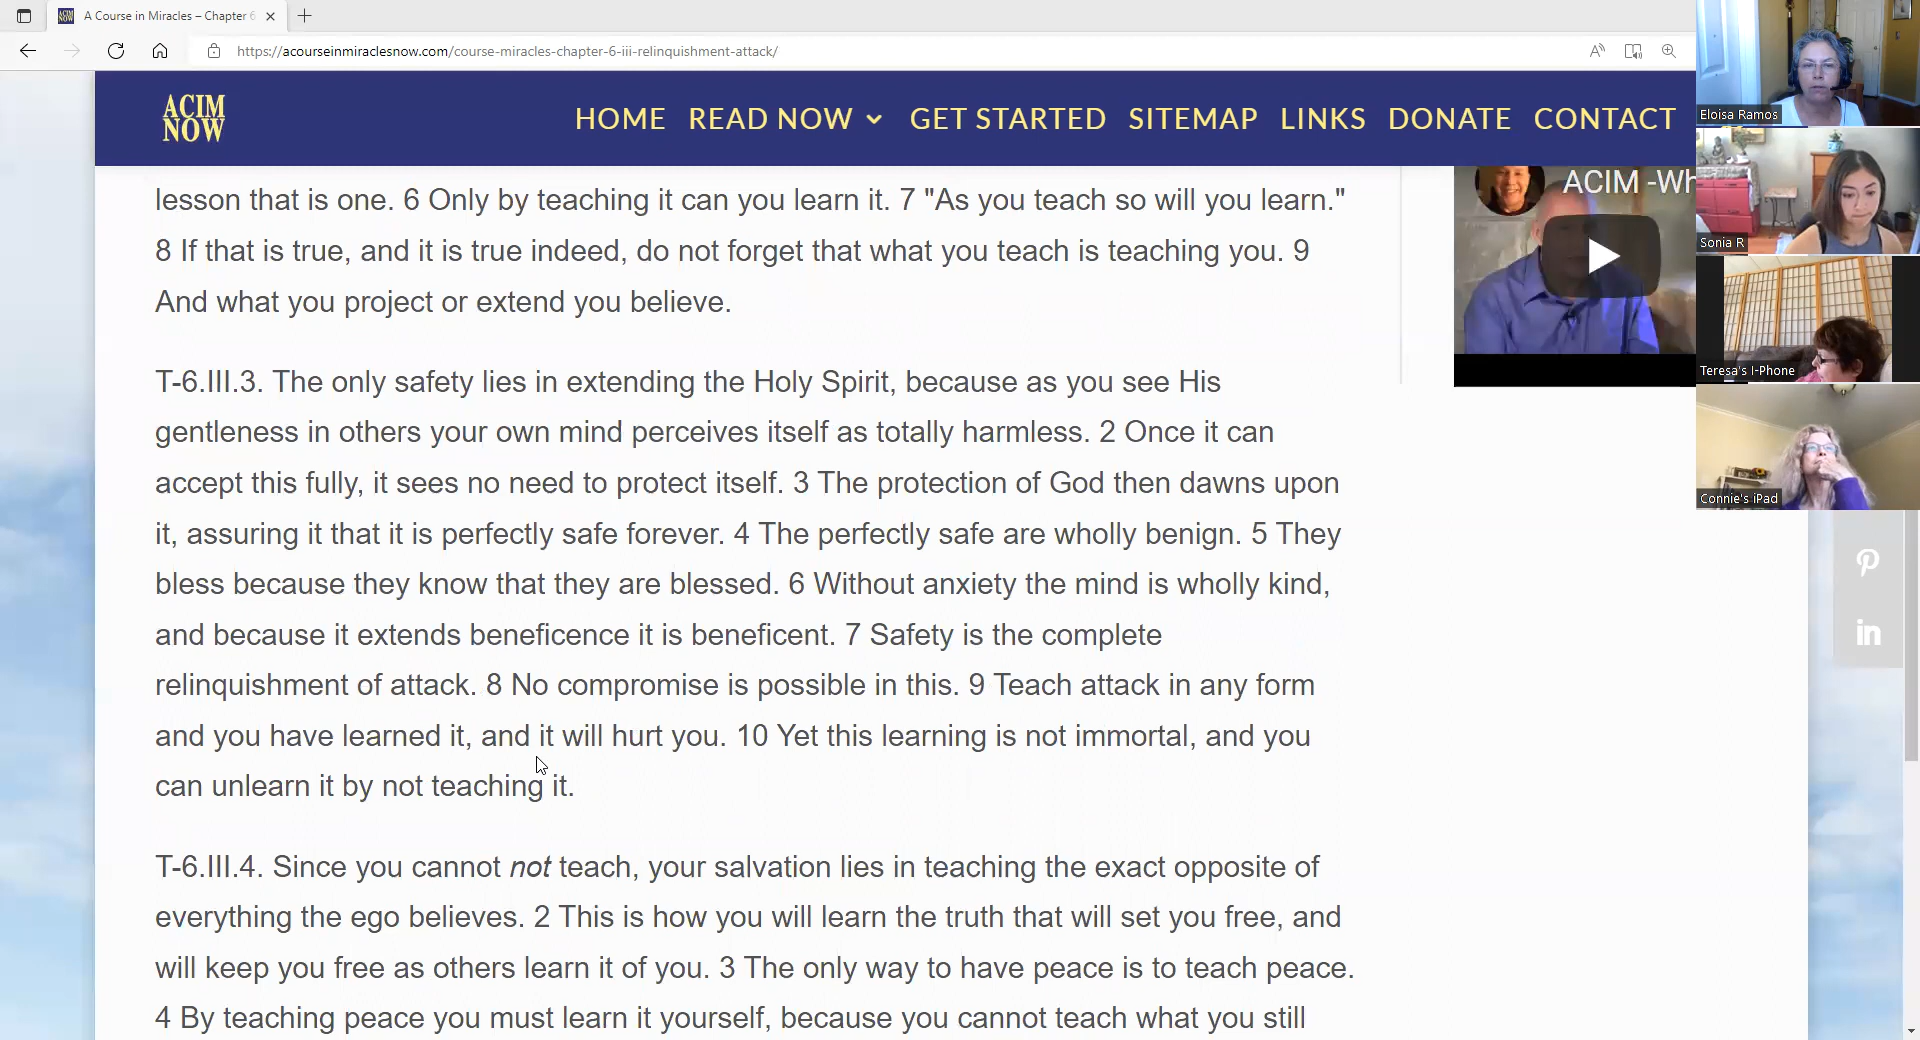 A Course in Miracles – Chapter 6
https://acourseinmiraclesnow.com/course-miracles-chapter-6-iii-relinquishment-attack/
ACIM
NOW
HOME READ NOW GET STARTED SITEMAP LINKS DONATE CONTACT
lesson that is one. 6 Only by teaching it can you learn it. 7 "As you teach so will you learn."
8 If that is true, and it is true indeed, do not forget that what you teach is teaching you. 9
And what you project or extend you believe.
T-6.III.3. The only safety lies in extending the Holy Spirit, because as you see His
gentleness in others your own mind perceives itself as totally harmless. 2 Once it can
accept this fully, it sees no need to protect itself. 3 The protection of God then dawns upon
it, assuring it that it is perfectly safe forever. 4 The perfectly safe are wholly benign. 5 They
bless because they know that they are blessed. 6 Without anxiety the mind is wholly kind,
and because it extends beneficence it is beneficent. 7 Safety is the complete
relinquishment of attack. 8 No compromise is possible in this. 9 Teach attack in any form
and you have learned it, and it will hurt you. 10 Yet this learning is not immortal, and you
can unlearn it by not teaching it.
T-6.III.4. Since you cannot not teach, your salvation lies in teaching the exact opposite of
everything the ego believes. 2 This is how you will learn the truth that will set you free, and
will keep you free as others learn it of you. 3 The only way to have peace is to teach peace.
4 By teaching peace you must learn it yourself, because you cannot teach what you still
ACIM -Wh
Eloisa Ramos
Sonia R
Teresa's I-Phone
Connie's iPad
in